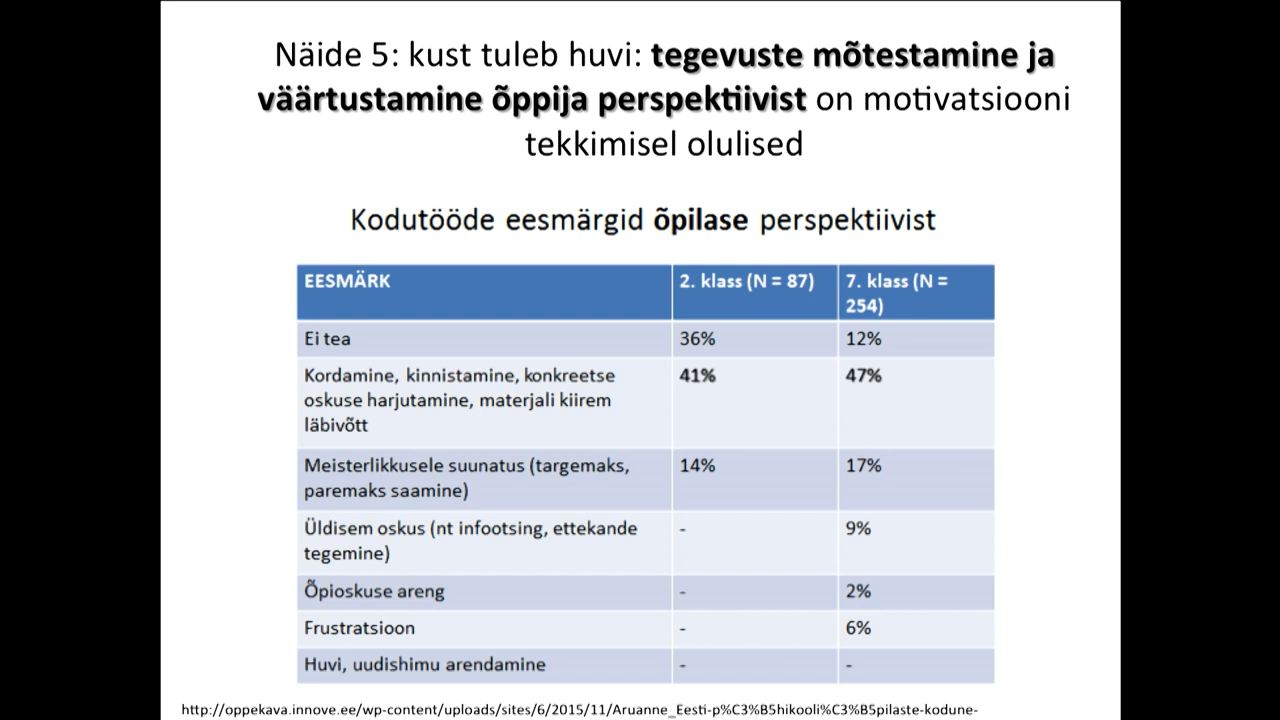 Näide 5: kust tuleb huvi: tegevuste mõtestamine ja
väärtustamine õppija perspektiivist on motivatsiooni
tekkimisel olulised
Kodutööde eesmärgid õpilase perspektiivist
EESMÄRK 2. klass (N = 87) 7. klass (N =
254)
Ei tea 36% 12%
Kordamine, kinnistamine, konkreetse 41% 47%
oskuse harjutamine, materjali kiirem
läbivõtt
Meisterlikkusele suunatus (targemaks, 14% 17%
paremaks saamine)
Üldisem oskus (nt infootsing, ettekande - 9%
tegemine)
Õpioskuse areng - 2%
Frustratsioon - 6%
Huvi, uudishimu arendamine - -
http://oppekava.innove.ee/wp-content/uploads/sites/6/2015/11/Aruanne_Eesti-p%C3%B5hikooli%C3%B5pilaste-kodune-